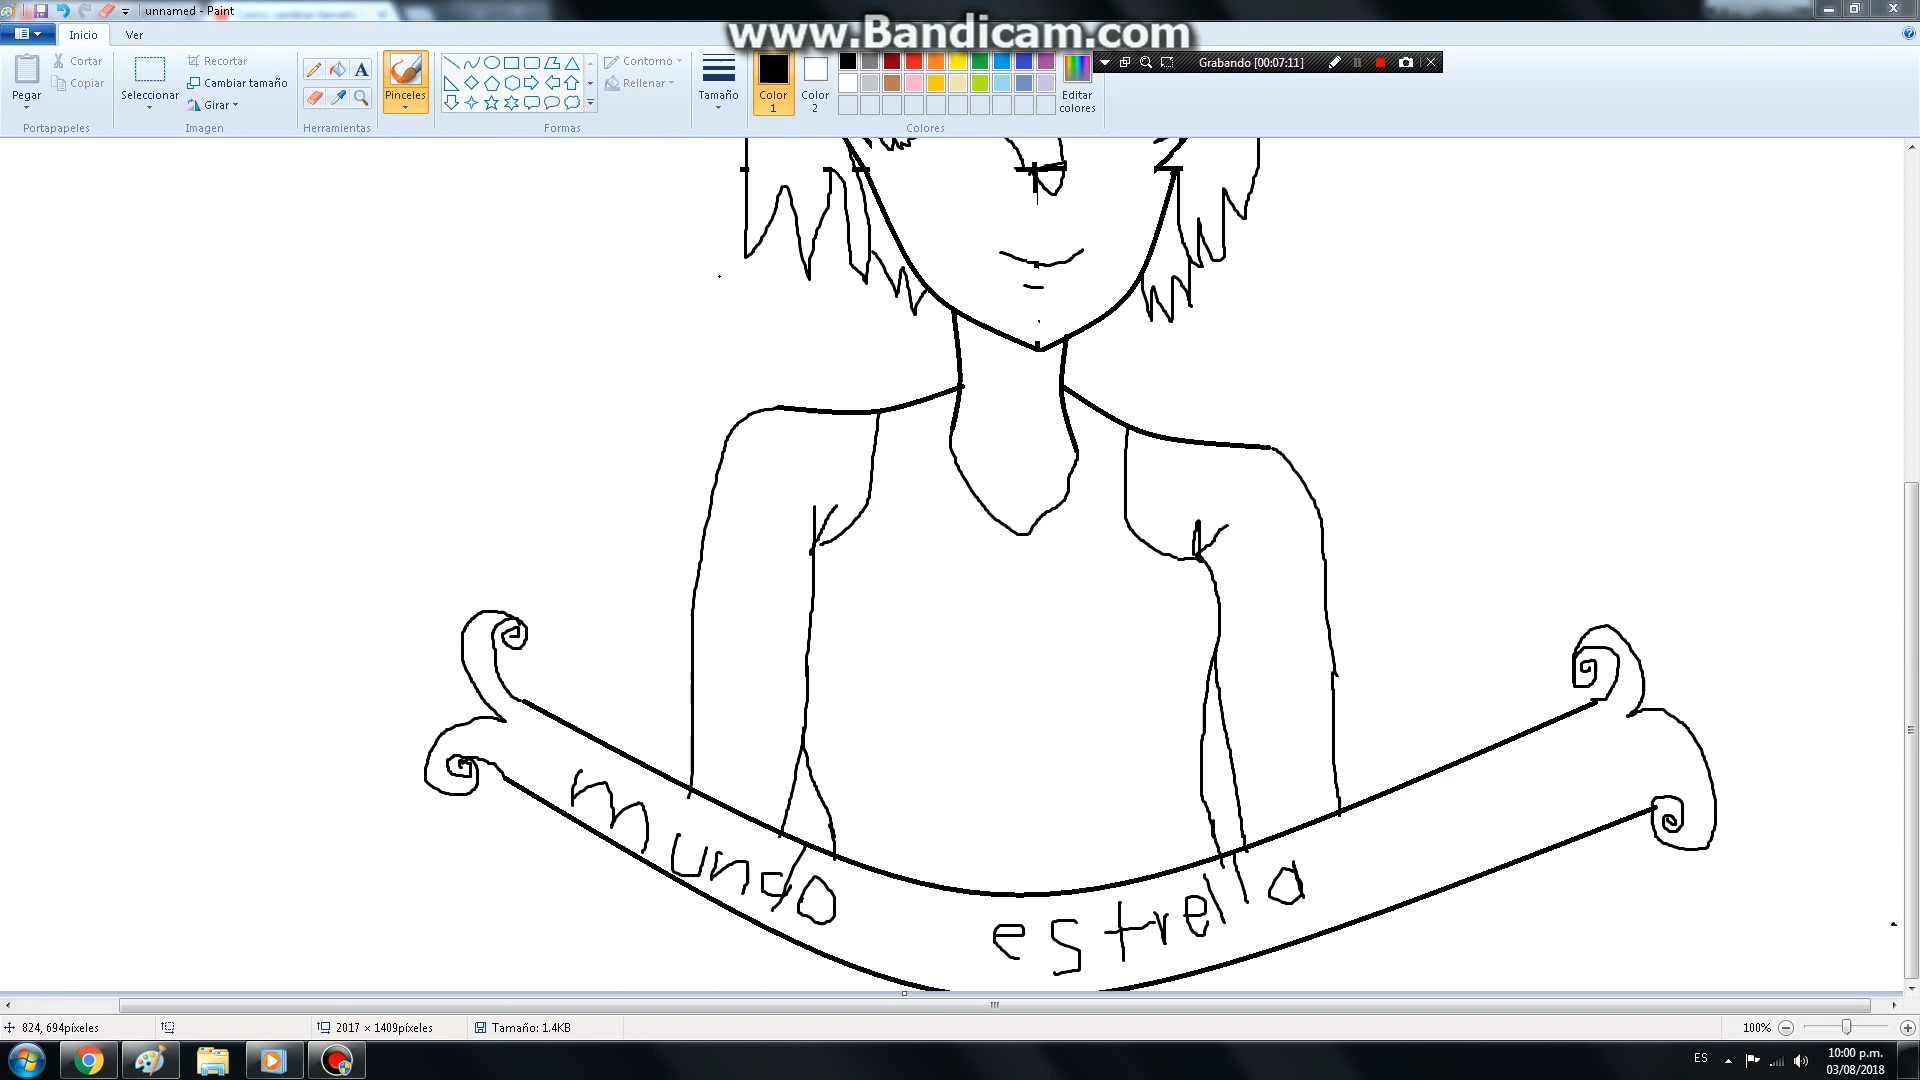 unnamed - Paint
www.Bandicam.com
Inicio Ver
Grabando [00:07:11]
Pegar
Cortar
Copiar
Portapapeles
Seleccionar
Recortar
Cambiar tamaño
Girar
Imagen
A
Herramientas
Pinceles
Contorno
Rellenar
Formas
Tamaño
Color 1
Color 2
Editar colores
Colores
mundo estrella
824, 694píxeles
2017 × 1409píxeles
Tamaño: 1.4KB
100%
ES
10:00 p.m.
03/08/2018